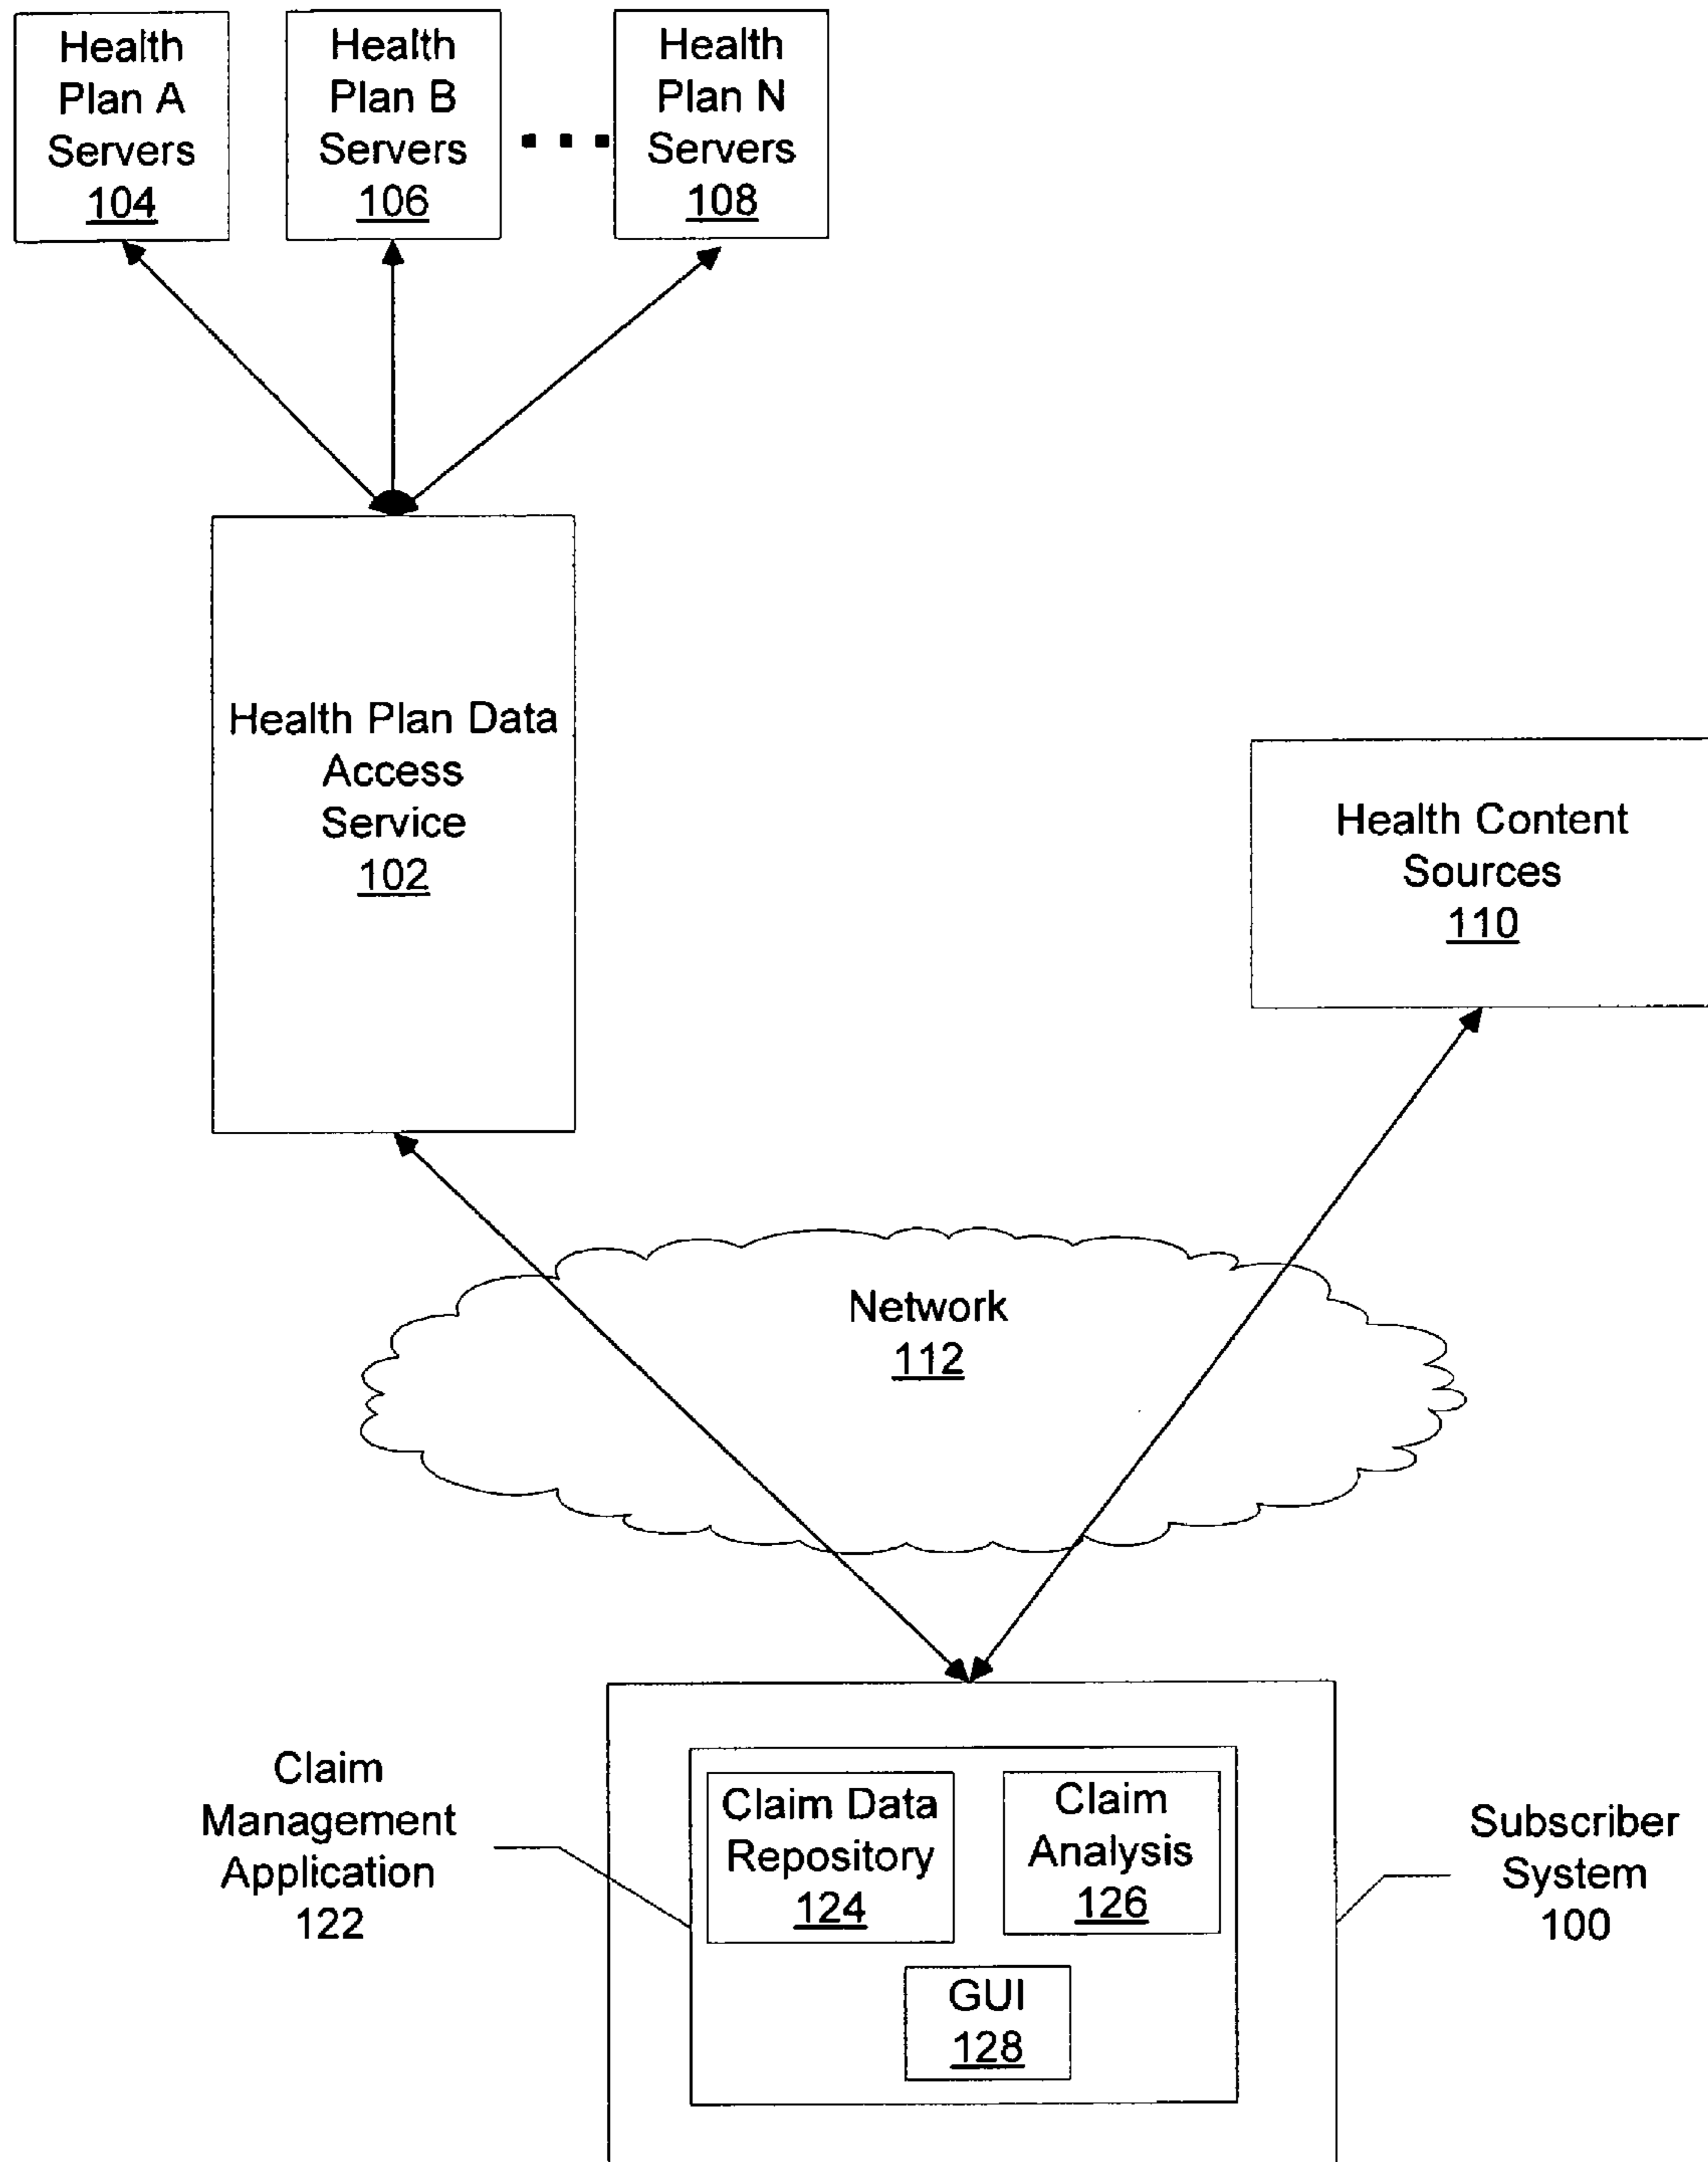 Health
Plan A
Servers
104
Health
Plan B
Servers
106
Health
Plan N
Servers
108
Health Plan Data
Access
Service
102
Health Content
Sources
110
Network
112
Claim
Management
Application
122
Claim Data
Repository
124
Claim
Analysis
126
GUI
128
Subscriber
System
100